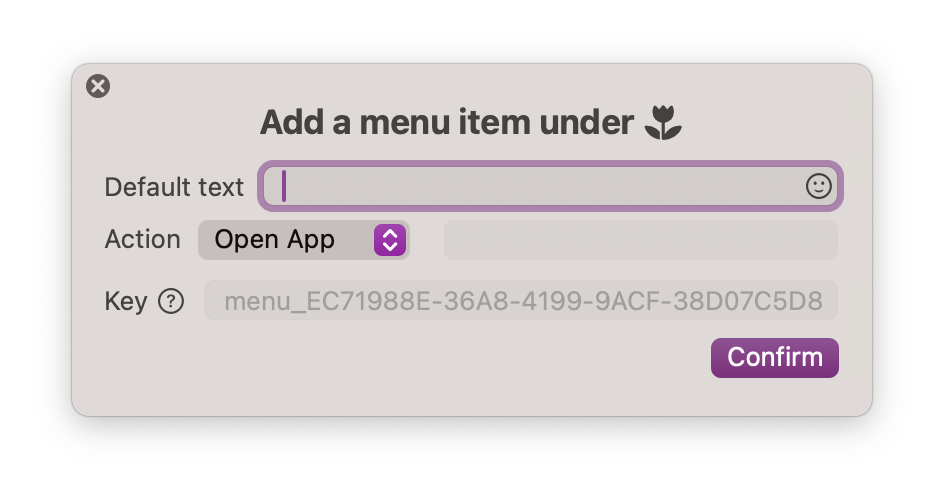 Add a menu item under
Default text
Action Open App
Key ? menu_EC71988E-36A8-4199-9ACF-38D07C5D8
Confirm